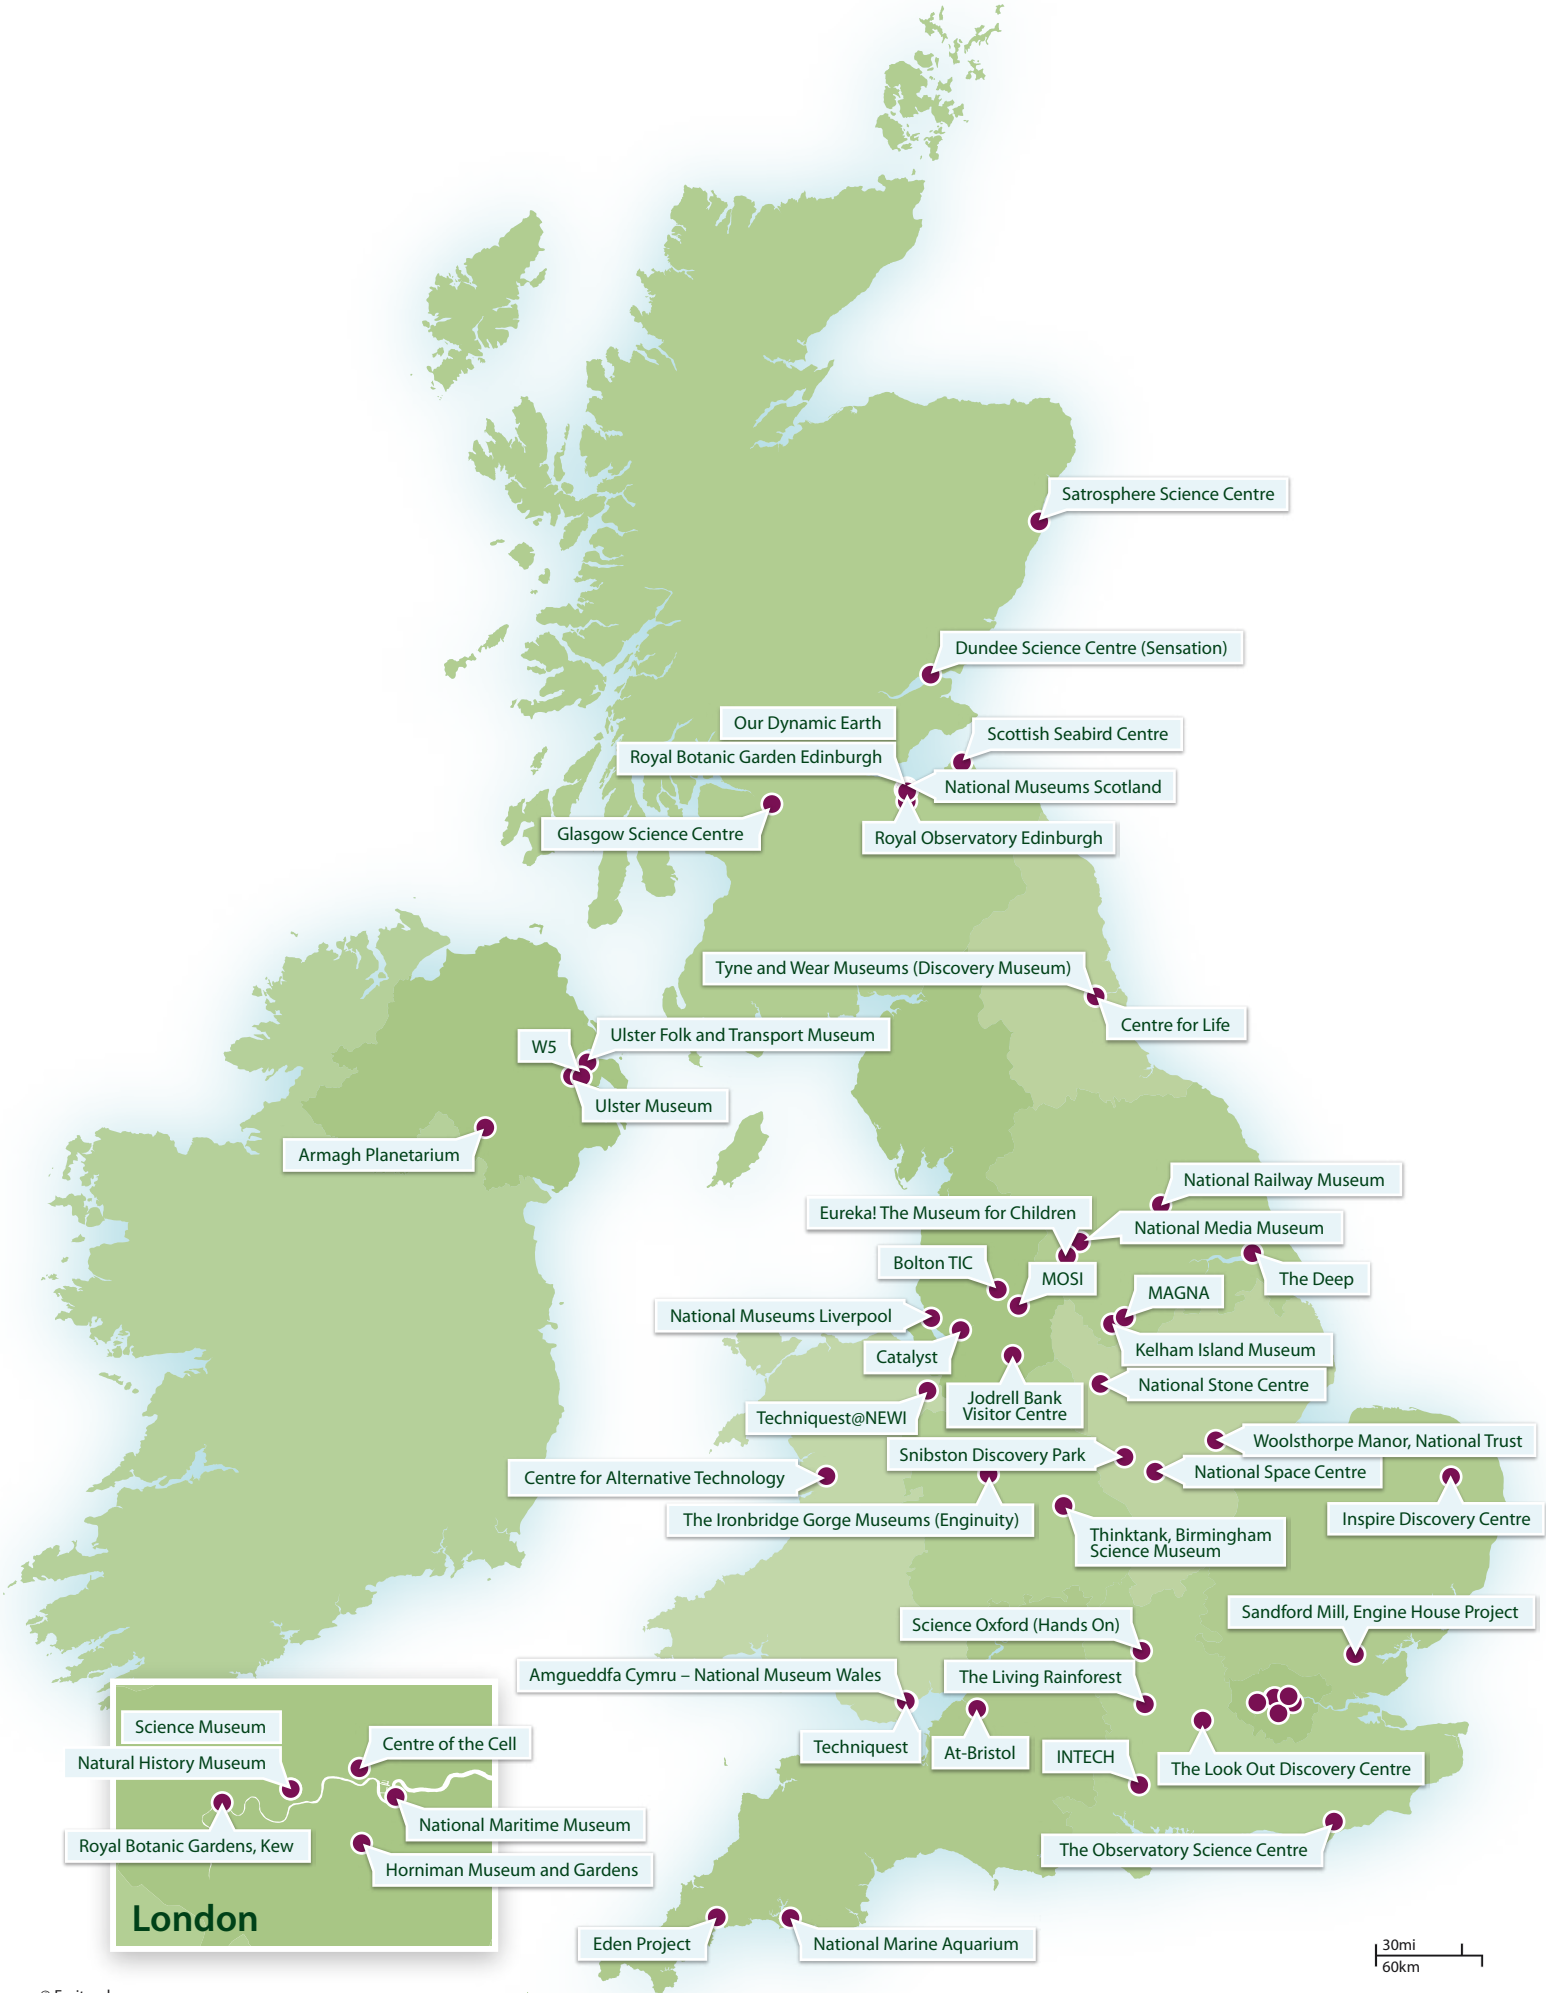 Satrosphere Science Centre
Dundee Science Centre (Sensation)
Our Dynamic Earth
Scottish Seabird Centre
Royal Botanic Garden Edinburgh
National Museums Scotland
Glasgow Science Centre
Royal Observatory Edinburgh
Tyne and Wear Museums (Discovery Museum)
Centre for Life
Ulster Folk and Transport Museum
W5
Ulster Museum
Armagh Planetarium
National Railway Museum
Eureka! The Museum for Children
National Media Museum
Bolton TIC
MOSI
The Deep
MAGNA
National Museums Liverpool
Kelham Island Museum
Catalyst
National Stone Centre
Jodrell Bank
Visitor Centre
Techniquest@NEWI
Woolsthorpe Manor, National Trust
Snibston Discovery Park
National Space Centre
Centre for Alternative Technology
The Ironbridge Gorge Museums (Enginuity)
Inspire Discovery Centre
Thinktank, Birmingham
Science Museum
Sandford Mill, Engine House Project
Science Oxford (Hands On)
Amgueddfa Cymru – National Museum Wales
The Living Rainforest
Techniquest
At-Bristol
INTECH
The Look Out Discovery Centre
The Observatory Science Centre
Science Museum
Centre of the Cell
Natural History Museum
National Maritime Museum
Royal Botanic Gardens, Kew
Horniman Museum and Gardens
London
Eden Project
National Marine Aquarium
30mi
60km